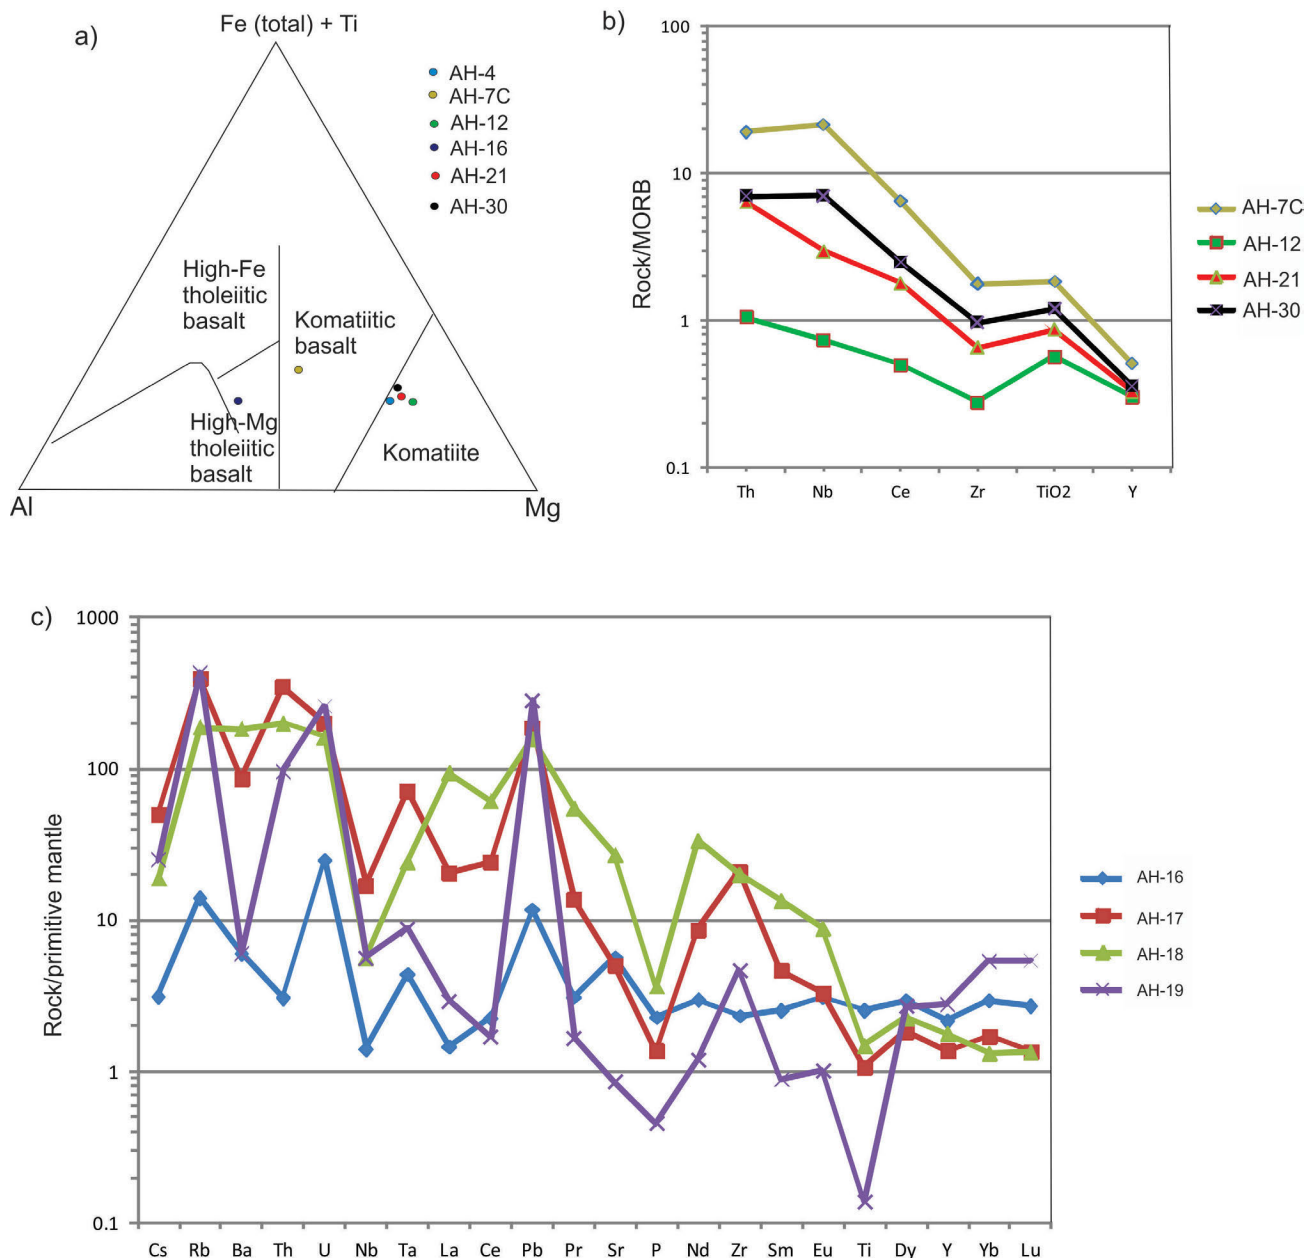 a)
Fe (total) + Ti
AH-4
AH-7C
AH-12
AH-16
AH-21
AH-30
High-Fe
tholeiitic
basalt
Komatiitic
basalt
High-Mg
tholeiitic
basalt
Komatiite
Al
Mg
b)
100
10
1
0.1
Rock/MORB
Th Nb Ce Zr TiO2 Y
AH-7C
AH-12
AH-21
AH-30
c)
1000
100
10
1
0.1
Rock/primitive mantle
Cs Rb Ba Th U Nb Ta La Ce Pb Pr Sr P Nd Zr Sm Eu Ti Dy Y Yb Lu
AH-16
AH-17
AH-18
AH-19